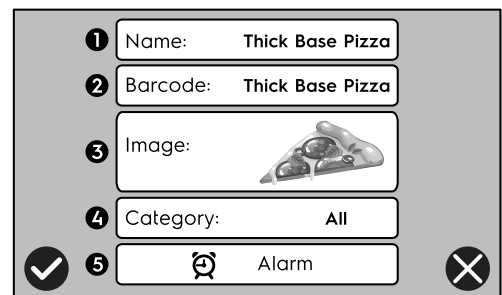 1 Name: Thick Base Pizza
2 Barcode: Thick Base Pizza
3 Image:
4 Category: All
5 Alarm